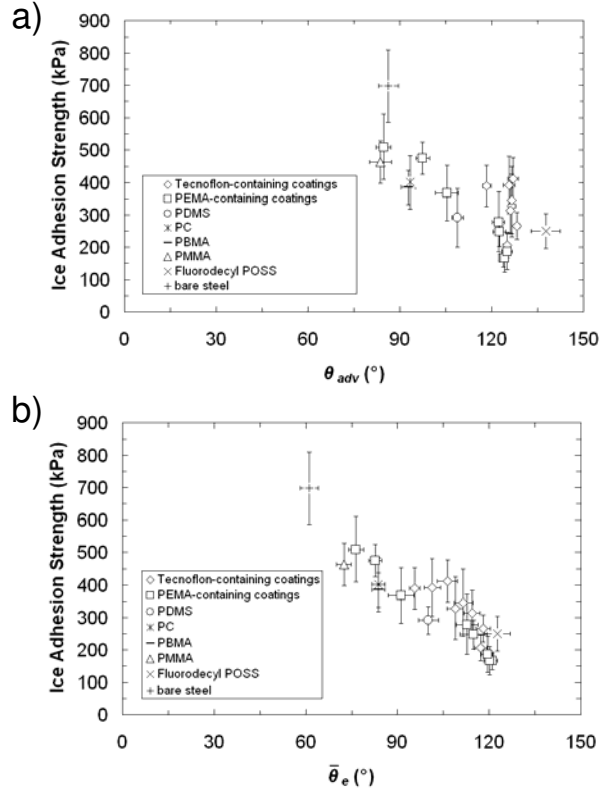 a)
900
800
700
600
500
400
300
200
100
0
Ice Adhesion Strength (kPa)
Tecnoflon-containing coatings
PEMA-containing coatings
PDMS
PC
PBMA
PMMA
Fluorodecyl POSS
bare steel
0 30 60 90 120 150
θ adv (°)
b)
900
800
700
600
500
400
300
200
100
0
Ice Adhesion Strength (kPa)
Tecnoflon-containing coatings
PEMA-containing coatings
PDMS
PC
PBMA
PMMA
Fluorodecyl POSS
bare steel
0 30 60 90 120 150
θ̅ e (°)